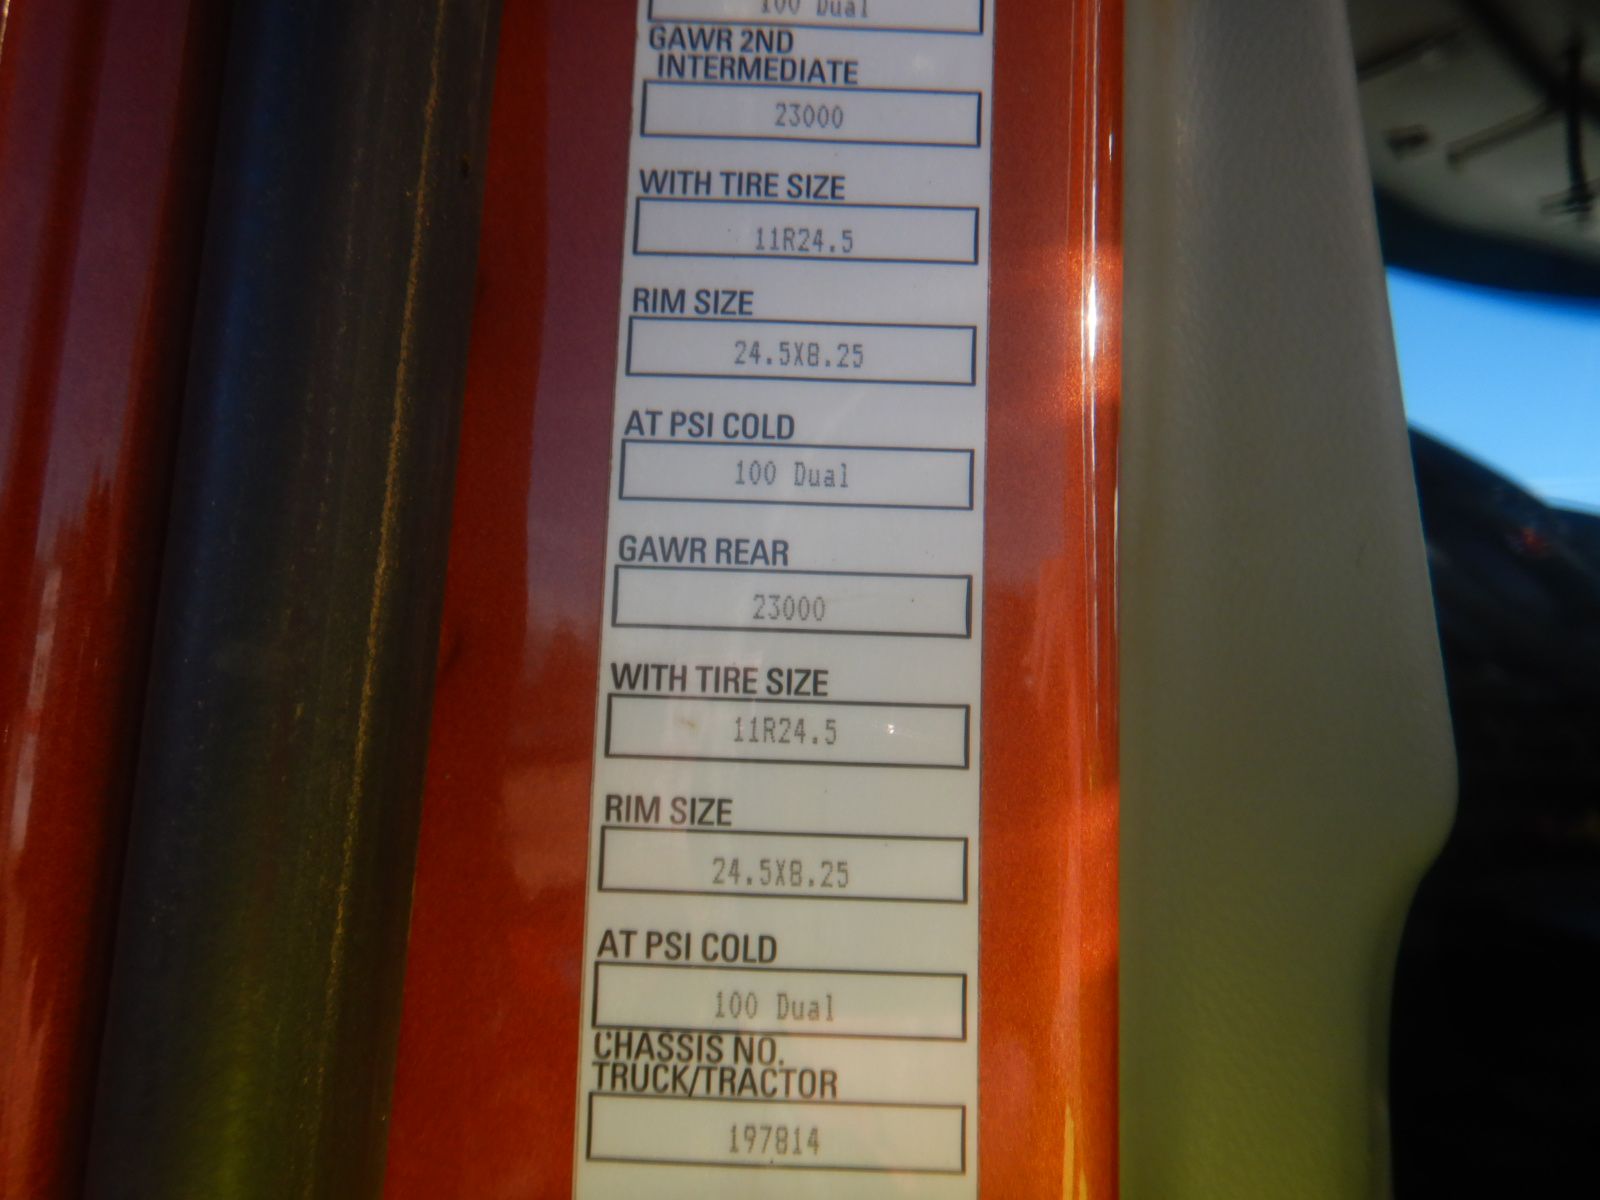 100 Dual
GAWR 2ND
INTERMEDIATE
23000
WITH TIRE SIZE
11R24.5
RIM SIZE
24.5X8.25
AT PSI COLD
100 Dual
GAWR REAR
23000
WITH TIRE SIZE
11R24.5
RIM SIZE
24.5X8.25
AT PSI COLD
100 Dual
CHASSIS NO.
TRUCK/TRACTOR
197814